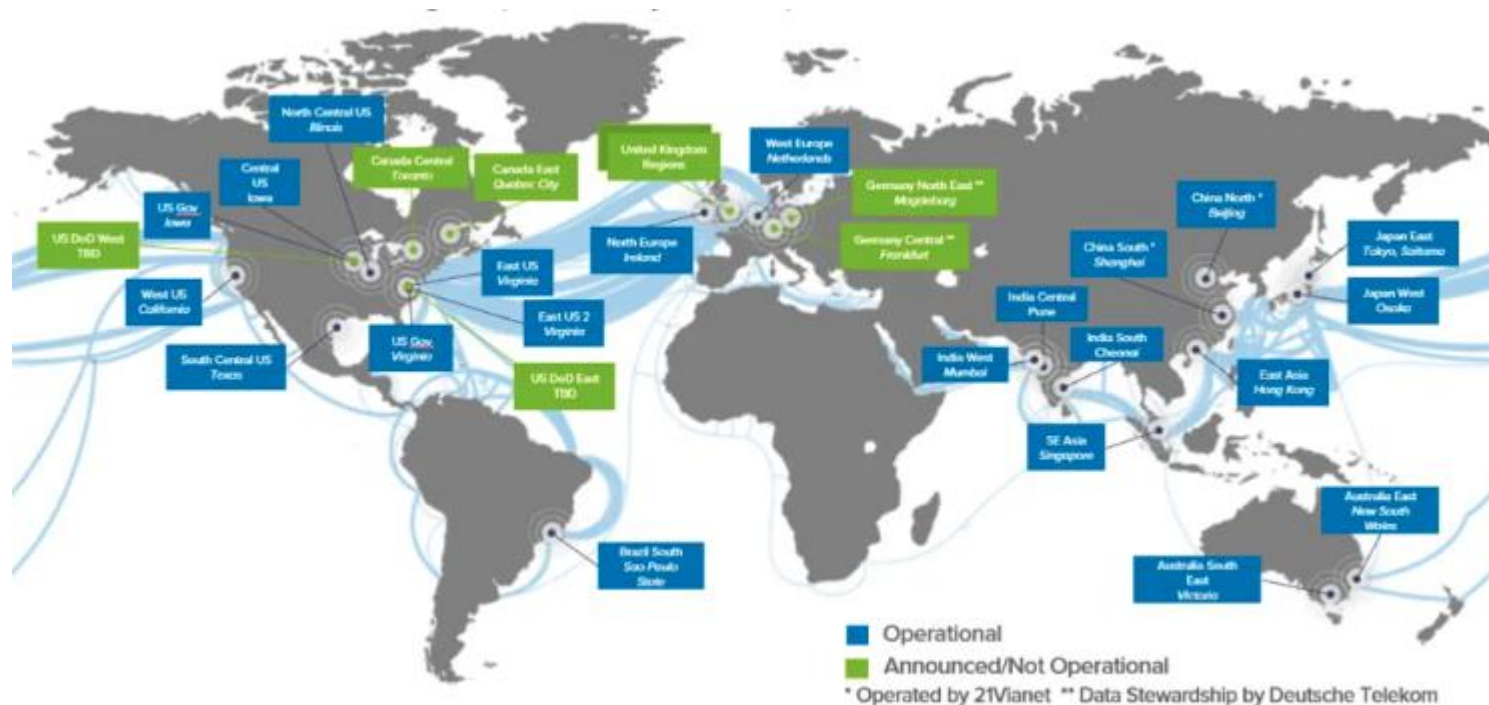 North Central US
Illinois
Canada Central
Toronto
Canada East
Quebec City
Central
US
Iowa
US Gov
Iowa
US DoD West
TBD
West US
California
South Central US
Texas
US Gov
Virginia
East US
Virginia
East US 2
Virginia
US DoD East
TBD
Brazil South
Sao Paulo
State
United Kingdom
Regions
West Europe
Netherlands
North Europe
Ireland
Germany North East **
Magdeburg
Germany Central **
Frankfurt
China North *
Beijing
China South *
Shanghai
Japan East
Tokyo, Saitama
Japan West
Osaka
India Central
Pune
India South
Chennai
India West
Mumbai
East Asia
Hong Kong
SE Asia
Singapore
Australia East
New South
Wales
Australia South
East
Victoria
Operational
Announced/Not Operational
* Operated by 21Vianet ** Data Stewardship by Deutsche Telekom